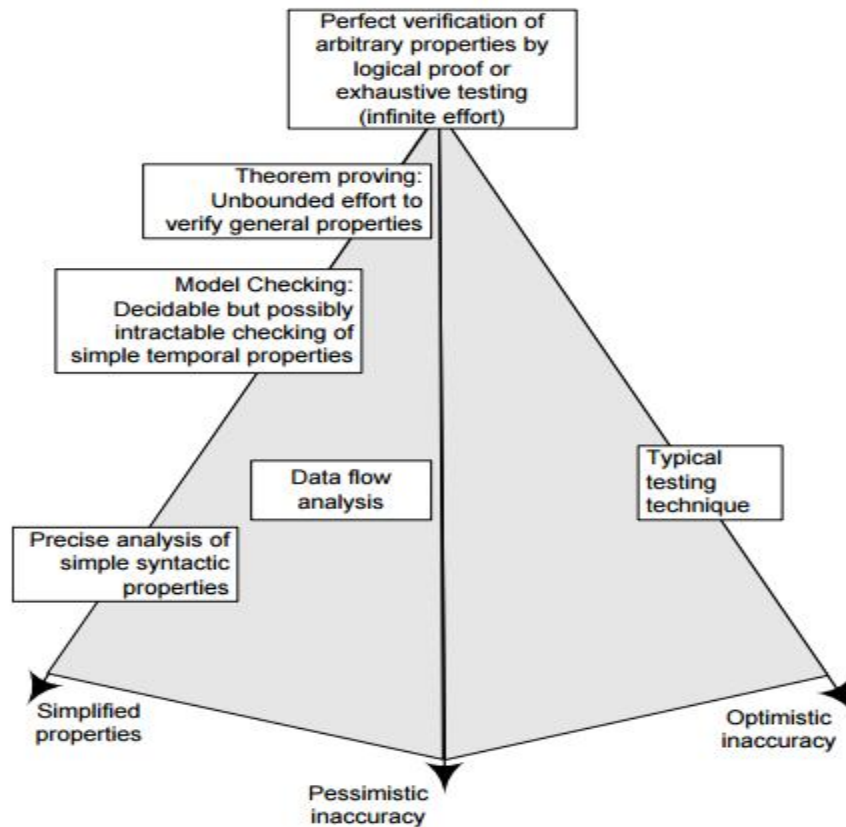 Perfect verification of
arbitrary properties by
logical proof or
exhaustive testing
(infinite effort)
Theorem proving:
Unbounded effort to
verify general properties
Model Checking:
Decidable but possibly
intractable checking of
simple temporal properties
Data flow
analysis
Typical
testing
technique
Precise analysis of
simple syntactic
properties
Simplified
properties
Optimistic
inaccuracy
Pessimistic
inaccuracy